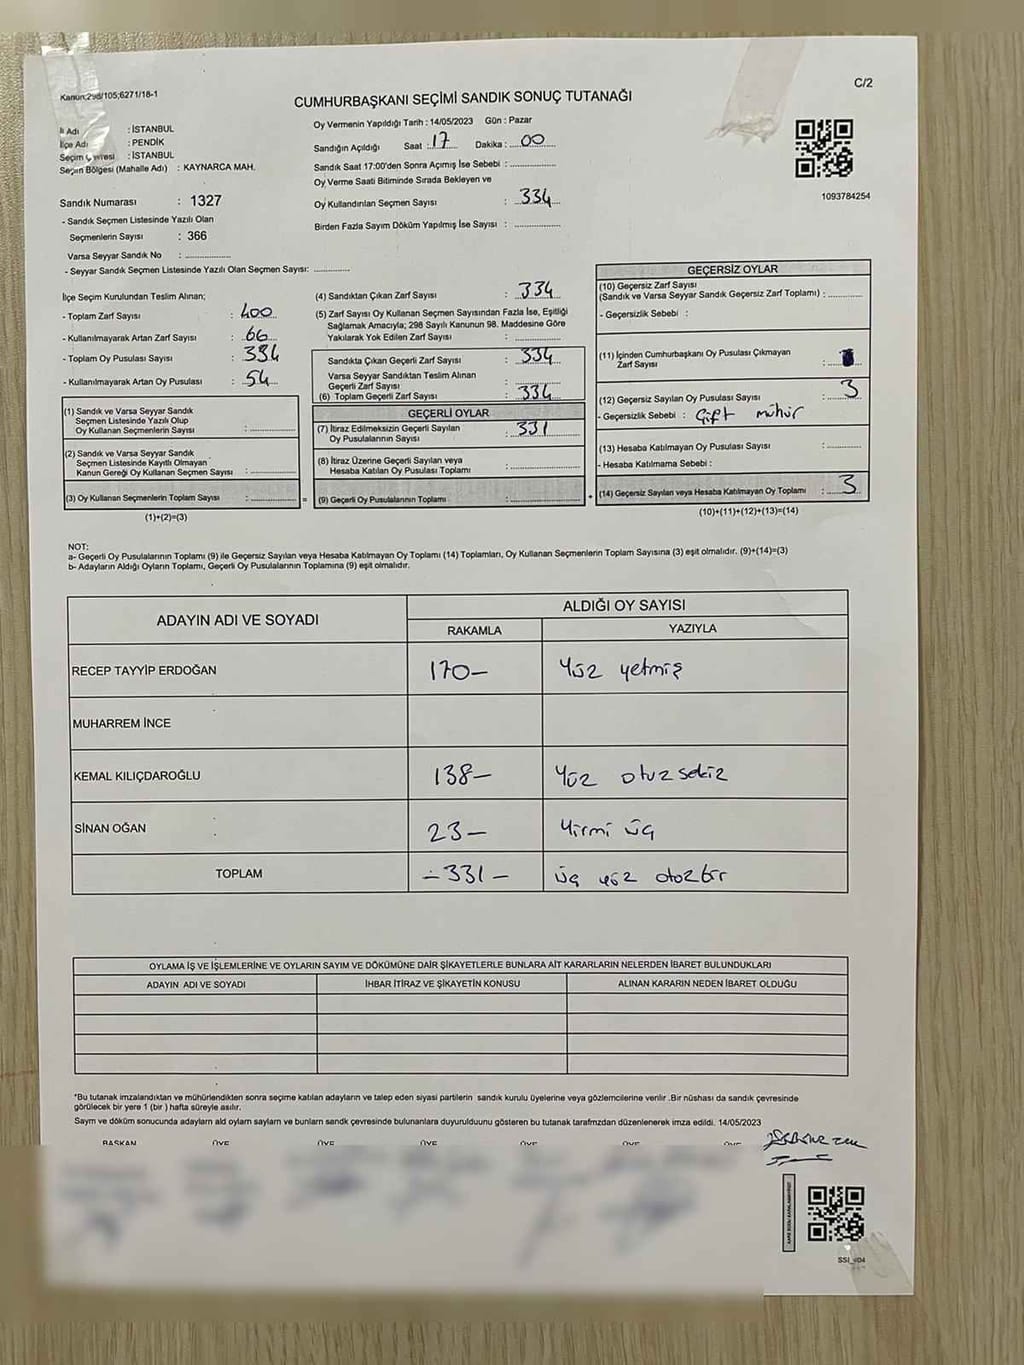 Kanun:298/105;6271/18-1
C/2
CUMHURBAŞKANI SEÇİMİ SANDIK SONUÇ TUTANAĞI
İli Adı : İSTANBUL
İlçe Adı : PENDİK
Seçim Çevresi : İSTANBUL
Seçim Bölgesi (Mahalle Adı) : KAYNARCA MAH.
Sandık Numarası : 1327
- Sandık Seçmen Listesinde Yazılı Olan
Seçmenlerin Sayısı : 366
Varsa Seyyar Sandık No :
- Seyyar Sandık Seçmen Listesinde Yazılı Olan Seçmen Sayısı:
Oy Vermenin Yapıldığı Tarih : 14/05/2023 Gün : Pazar
Sandığın Açıldığı Saat : 17 Dakika : 00
Sandık Saat 17:00'den Sonra Açımış İse Sebebi :
Oy Verme Saati Bitiminde Sırada Bekleyen ve
Oy Kullandırılan Seçmen Sayısı : 334
Birden Fazla Sayım Döküm Yapılmış İse Sayısı :
1093784254
İlçe Seçim Kurulundan Teslim Alınan;
- Toplam Zarf Sayısı : 400
- Kullanılmayarak Artan Zarf Sayısı : 66
- Toplam Oy Pusulası Sayısı : 334
- Kullanılmayarak Artan Oy Pusulası : 54
(1) Sandık ve Varsa Seyyar Sandık
Seçmen Listesinde Yazılı Olup
Oy Kullanan Seçmenlerin Sayısı :
(2) Sandık ve Varsa Seyyar Sandık
Seçmen Listesinde Kayıtlı Olmayan
Kanun Gereği Oy Kullanan Seçmen Sayısı :
(3) Oy Kullanan Seçmenlerin Toplam Sayısı : =
(1)+(2)=(3)
(4) Sandıktan Çıkan Zarf Sayısı : 334
(5) Zarf Sayısı Oy Kullanan Seçmen Sayısından Fazla İse, Eşitliği
Sağlamak Amacıyla; 298 Sayılı Kanunun 98. Maddesine Göre
Yakılarak Yok Edilen Zarf Sayısı :
Sandıkta Çıkan Geçerli Zarf Sayısı : 334
Varsa Seyyar Sandıktan Teslim Alınan
Geçerli Zarf Sayısı :
(6) Toplam Geçerli Zarf Sayısı : 334
GEÇERLİ OYLAR
(7) İtiraz Edilmeksizin Geçerli Sayılan
Oy Pusulalarının Sayısı : 331
(8) İtiraz Üzerine Geçerli Sayılan veya
Hesaba Katılan Oy Pusulası Toplamı :
(9) Geçerli Oy Pusulalarının Toplamı : +
GEÇERSİZ OYLAR
(10) Geçersiz Zarf Sayısı
(Sandık ve Varsa Seyyar Sandık Geçersiz Zarf Toplamı) :
- Geçersizlik Sebebi :
(11) İçinden Cumhurbaşkanı Oy Pusulası Çıkmayan
Zarf Sayısı :
(12) Geçersiz Sayılan Oy Pusulası Sayısı : 3
- Geçersizlik Sebebi : Çift mühür
(13) Hesaba Katılmayan Oy Pusulası Sayısı :
- Hesaba Katılmama Sebebi :
(14) Geçersiz Sayılan veya Hesaba Katılmayan Oy Toplamı : 3
(10)+(11)+(12)+(13)=(14)
NOT:
a- Geçerli Oy Pusulalarının Toplamı (9) ile Geçersiz Sayılan veya Hesaba Katılmayan Oy Toplamı (14) Toplamları, Oy Kullanan Seçmenlerin Toplam Sayısına (3) eşit olmalıdır. (9)+(14)=(3)
b- Adayların Aldığı Oyların Toplamı, Geçerli Oy Pusulalarının Toplamına (9) eşit olmalıdır.
ADAYIN ADI VE SOYADI ALDIĞI OY SAYISI
RAKAMLA YAZIYLA
RECEP TAYYİP ERDOĞAN 170- Yüz yetmiş
MUHARREM İNCE
KEMAL KILIÇDAROĞLU 138- Yüz otuz sekiz
SİNAN OĞAN 23- Yirmi üç
TOPLAM -331- üç yüz otuzbir
OYLAMA İŞ VE İŞLEMLERİNE VE OYLARIN SAYIM VE DÖKÜMÜNE DAİR ŞİKAYETLERLE BUNLARA AİT KARARLARIN NELERDEN İBARET BULUNDUKLARI
ADAYIN ADI VE SOYADI İHBAR İTİRAZ VE ŞİKAYETİN KONUSU ALINAN KARARIN NEDEN İBARET OLDUĞU
*Bu tutanak imzalandıktan ve mühürlendikten sonra seçime katılan adayların ve talep eden siyasi partilerin sandık kurulu üyelerine veya gözlemcilerine verilir .Bir nüshası da sandık çevresinde
görülecek bir yere 1 (bir ) hafta süreyle asılır.
Sayım ve döküm sonucunda adayların aldı oyların sayların ve bunların sandk çevresinde bulunanlara duyurulduunu gösteren bu tutanak tarafmzdan düzenlenerek imza edildi. 14/05/2023
BAŞKAN ÜYE ÜYE ÜYE ÜYE ÜYE ÜYE